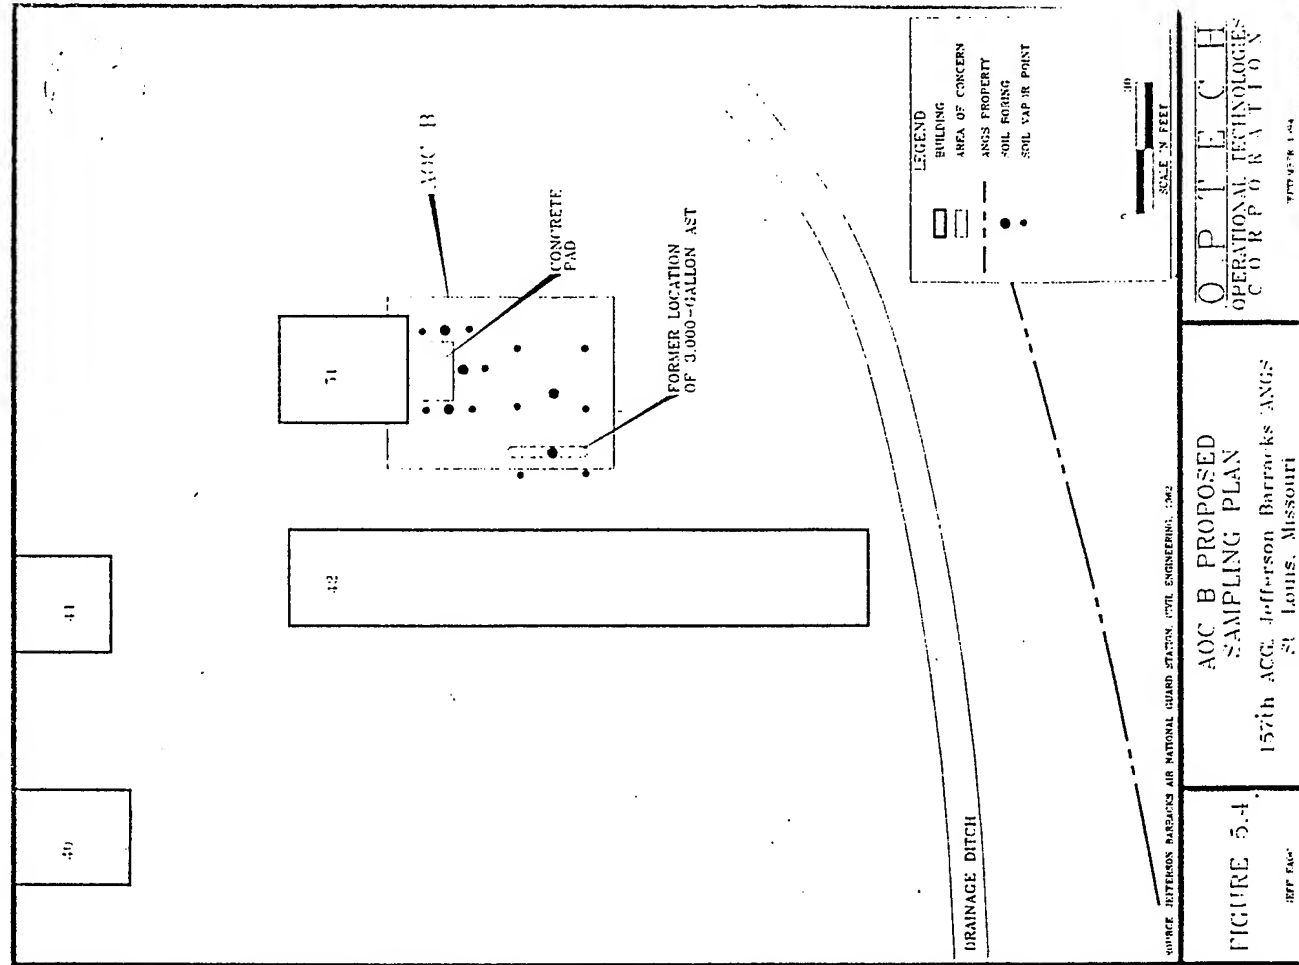 AOC B
CONCRETE
PAD
FORMER LOCATION
OF 3,000-GALLON AST
51
42
41
40
DRAINAGE DITCH
LEGEND
BUILDING
AREA OF CONCERN
ANGS PROPERTY
SOIL BORING
SOIL VAPOR POINT
0 30
SCALE IN FEET
SOURCE: JEFFERSON BARRACKS AIR NATIONAL GUARD STATION, CIVIL ENGINEERING,
FIGURE 5.4
AOC B PROPOSED
SAMPLING PLAN
157th ACG, Jefferson Barracks ANGS
St. Louis, Missouri
OPTECH
OPERATIONAL TECHNOLOGIES
CORPORATION